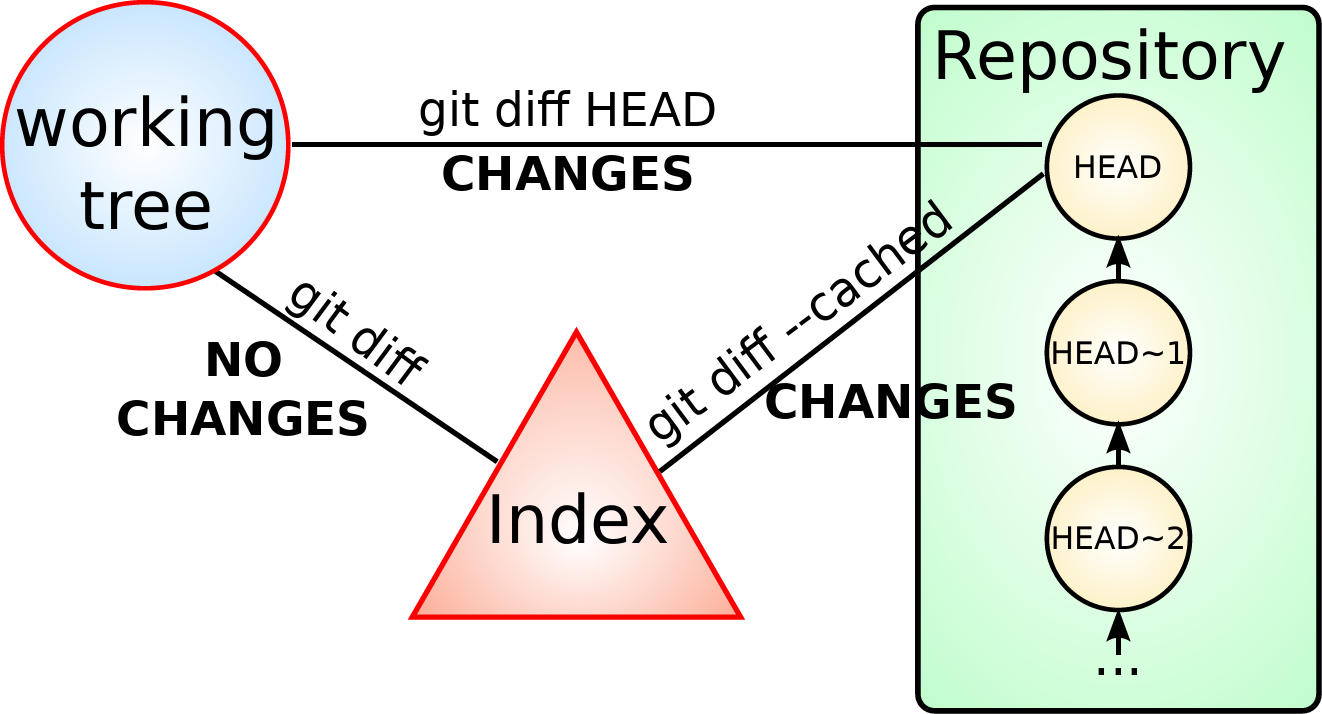 working
tree
git diff HEAD
CHANGES
git diff
NO
CHANGES
git diff --cached
CHANGES
Index
Repository
HEAD
HEAD~1
HEAD~2
...